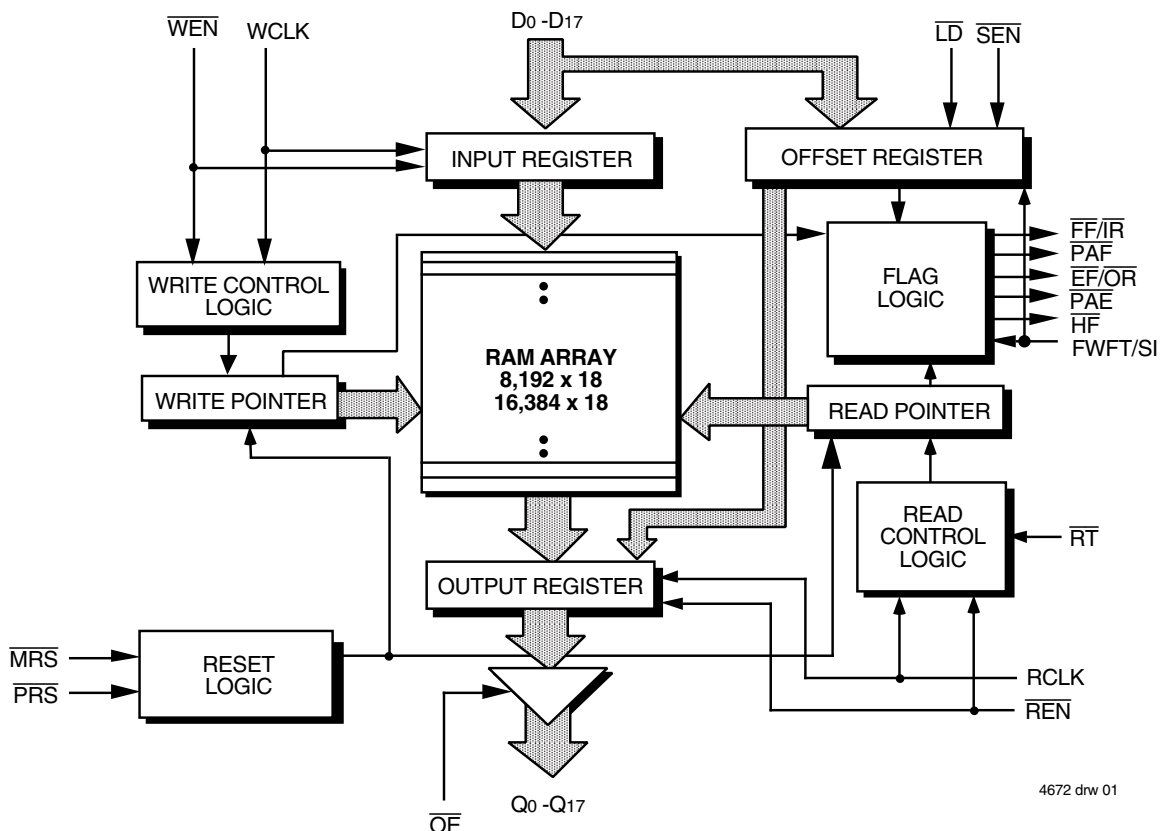 WEN WCLK
D0 -D17
LD SEN
INPUT REGISTER
OFFSET REGISTER
WRITE CONTROL
LOGIC
FLAG
LOGIC
FF/IR
PAF
EF/OR
PAE
HF
FWFT/SI
RAM ARRAY
8,192 x 18
16,384 x 18
WRITE POINTER
READ POINTER
READ
CONTROL
LOGIC
RT
OUTPUT REGISTER
MRS
PRS
RESET
LOGIC
RCLK
REN
OE
Q0 -Q17
4672 drw 01